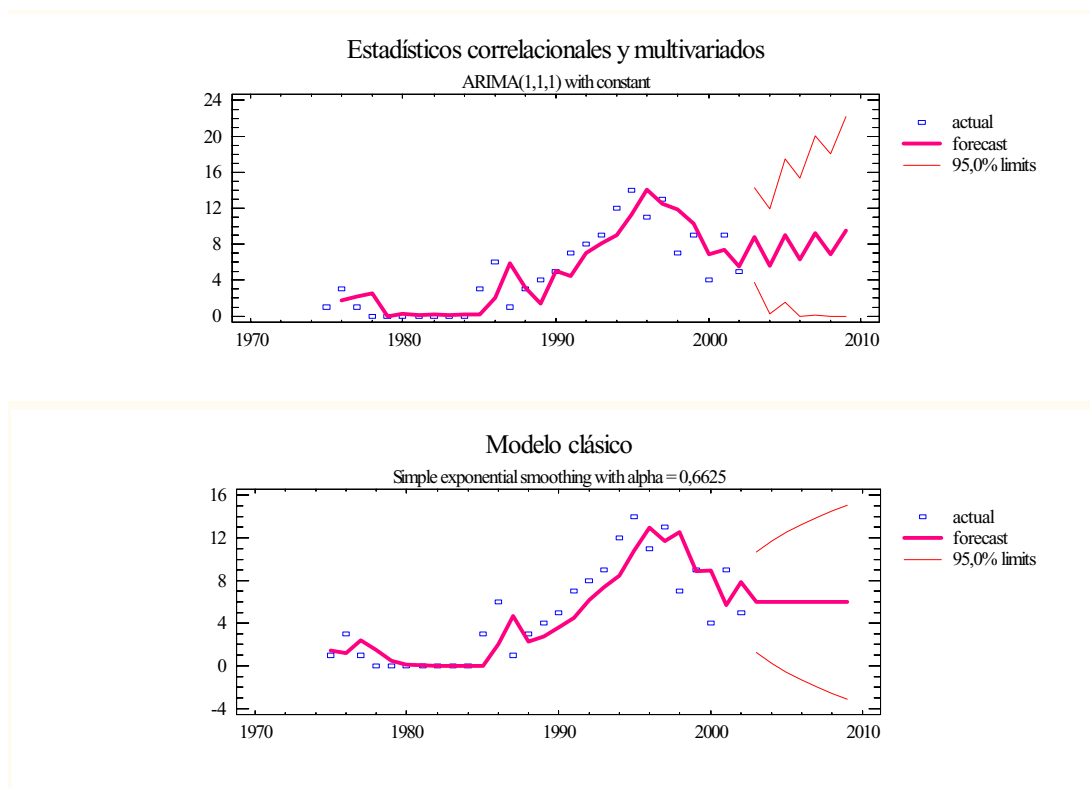 Estadísticos correlacionales y multivariados
ARIMA(1,1,1) with constant
24
20
16
12
8
4
0
1970 1980 1990 2000 2010
actual
forecast
95,0% limits
Modelo clásico
Simple exponential smoothing with alpha = 0,6625
16
12
8
4
0
-4
1970 1980 1990 2000 2010
actual
forecast
95,0% limits